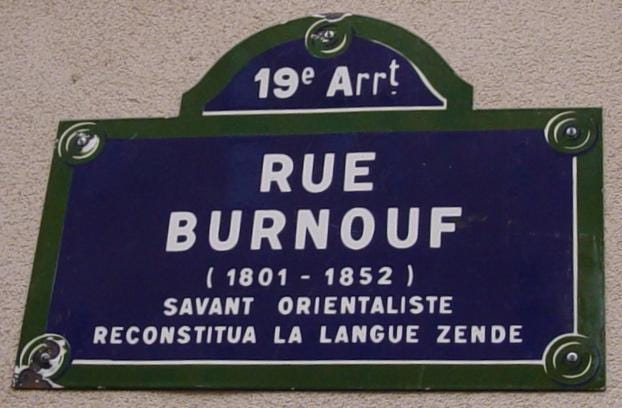 19e Arrt.
RUE
BURNOUF
( 1801 - 1852 )
SAVANT ORIENTALISTE
RECONSTITUA LA LANGUE ZENDE